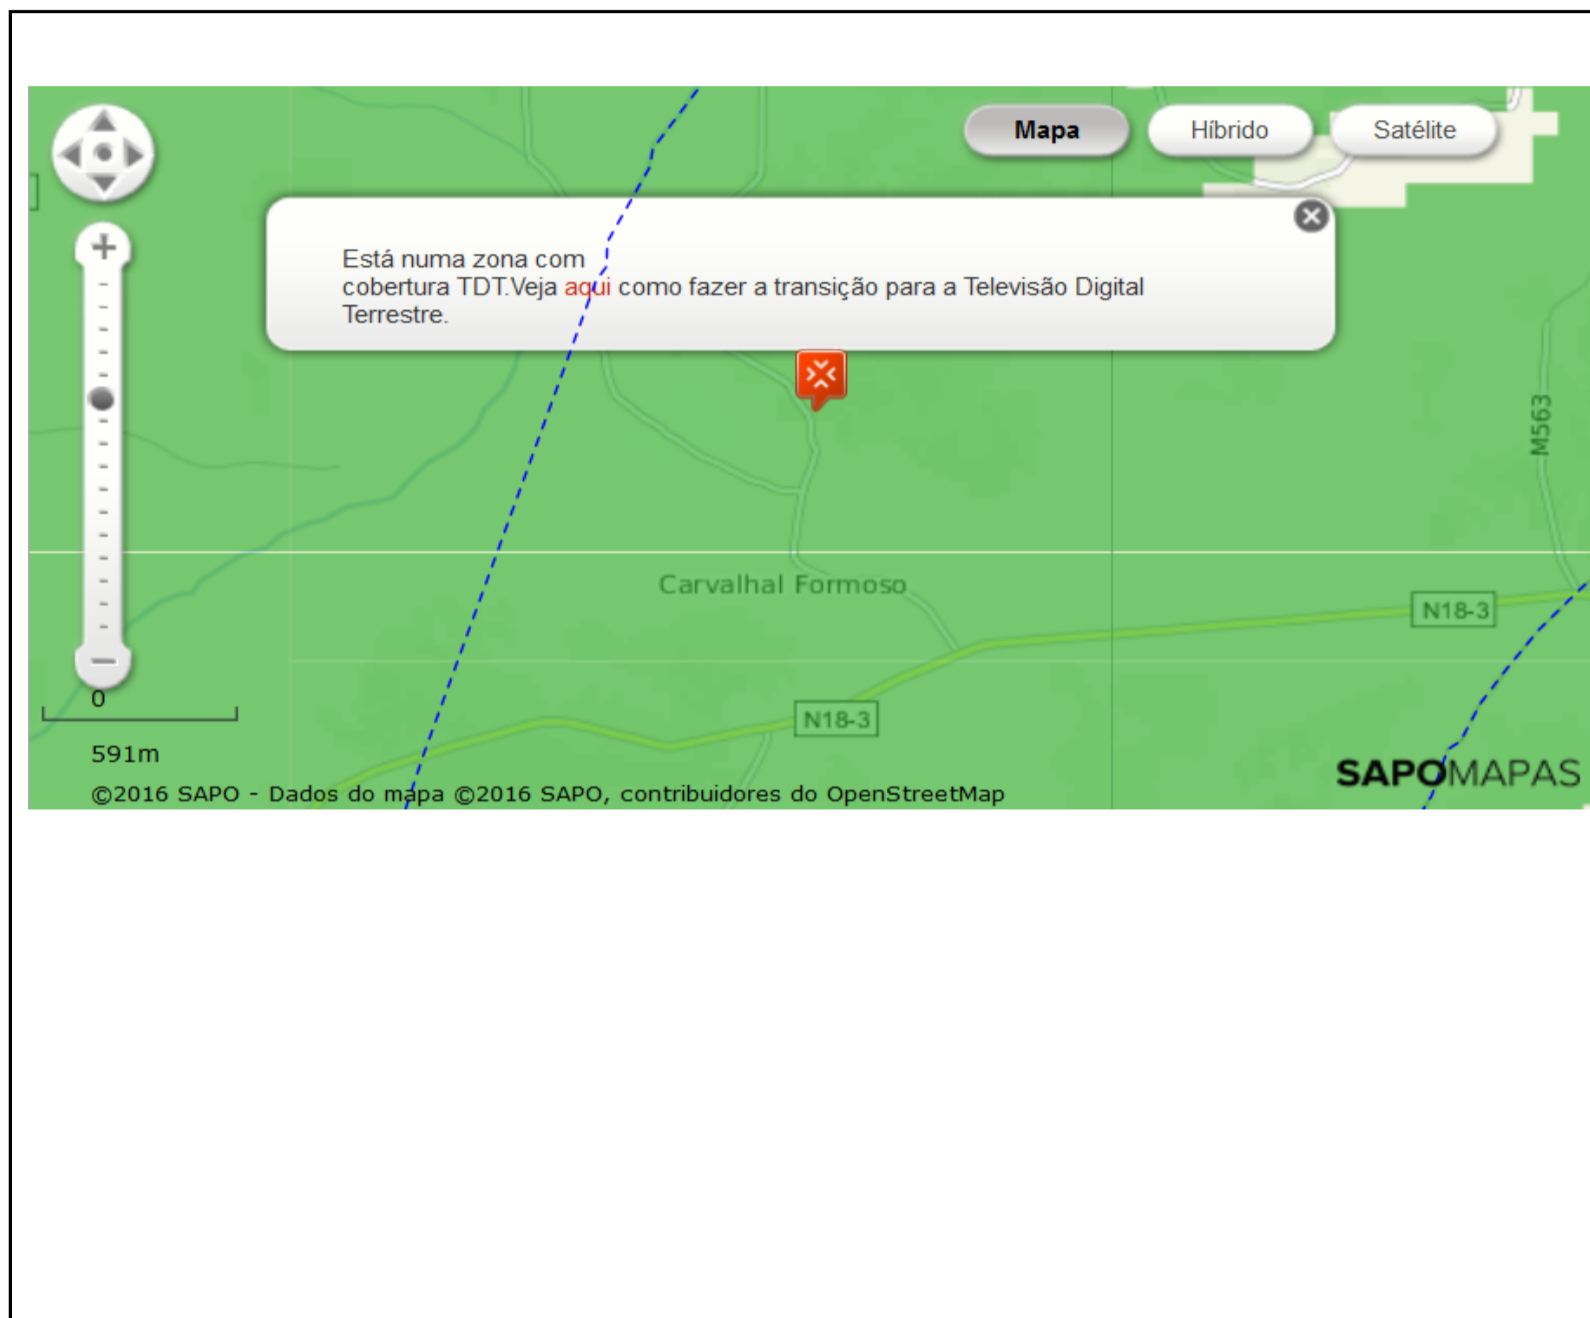 Mapa
Híbrido
Satélite
Está numa zona com
cobertura TDT.Veja aqui como fazer a transição para a Televisão Digital
Terrestre.
M563
Carvalhal Formoso
N18-3
N18-3
0
591m
SAPOMAPAS
©2016 SAPO - Dados do mapa ©2016 SAPO, contribuidores do OpenStreetMap